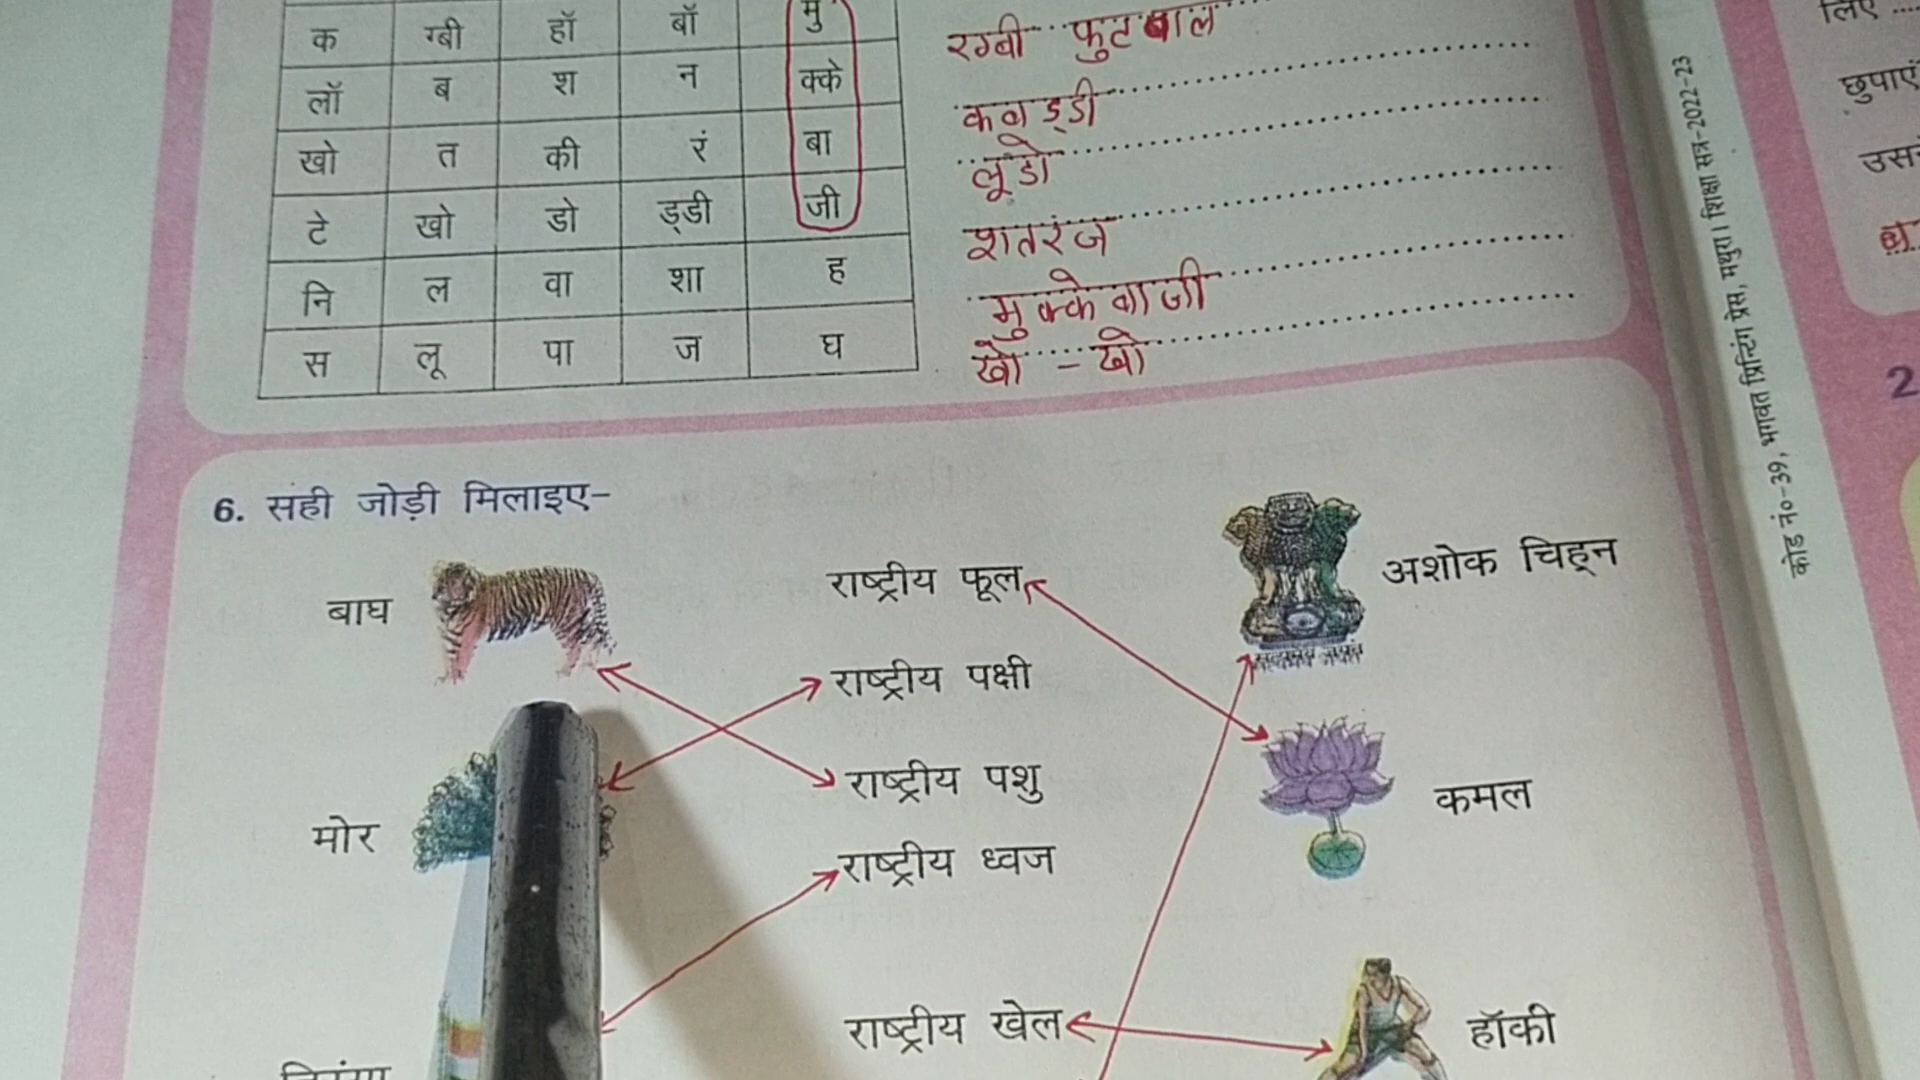 क ग्बी हॉ बॉ मु
लॉ ब श न क्के
खो त की रं बा
टे खो डो ड्डी जी
नि ल वा शा ह
स लू पा ज घ
रग्बी फुटबाल
कबड्डी
लूडो
शतरंज
मुक्केबाजी
खो - खो
6. सही जोड़ी मिलाइए-
बाघ
मोर
राष्ट्रीय फूल
राष्ट्रीय पक्षी
राष्ट्रीय पशु
राष्ट्रीय ध्वज
राष्ट्रीय खेल
अशोक चिह्न
कमल
हॉकी
कोड नं०-39, भगवत प्रिन्टिंग प्रेस, मथुरा। शिक्षा सत्र-2022-23
लिए
छुपाएं
2